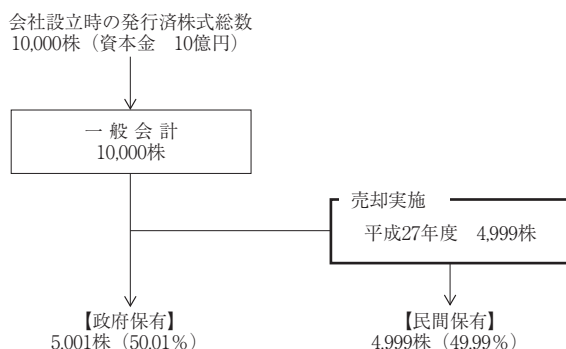 会社設立時の発行済株式総数
10,000株（資本金　10億円）
一 般 会 計
10,000株
売却実施
平成27年度　4,999株
【政府保有】
5,001株（50.01％）
【民間保有】
4,999株（49.99％）